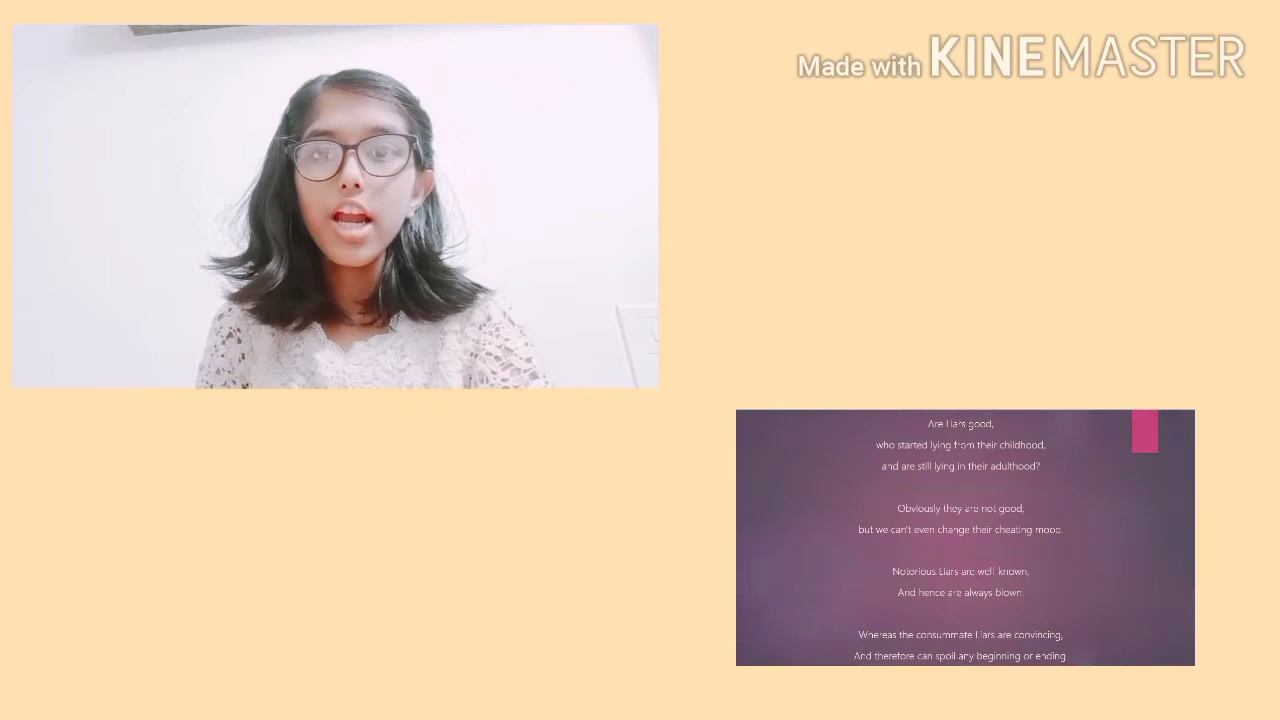 Made with KINEMASTER
Are Liars good,
who started lying from their childhood,
and are still lying in their adulthood?
Obviously they are not good,
but we can't even change their cheating mood.
Notorious Liars are well known,
And hence are always blown.
Whereas the consummate Liars are convincing,
And therefore can spoil any beginning or ending